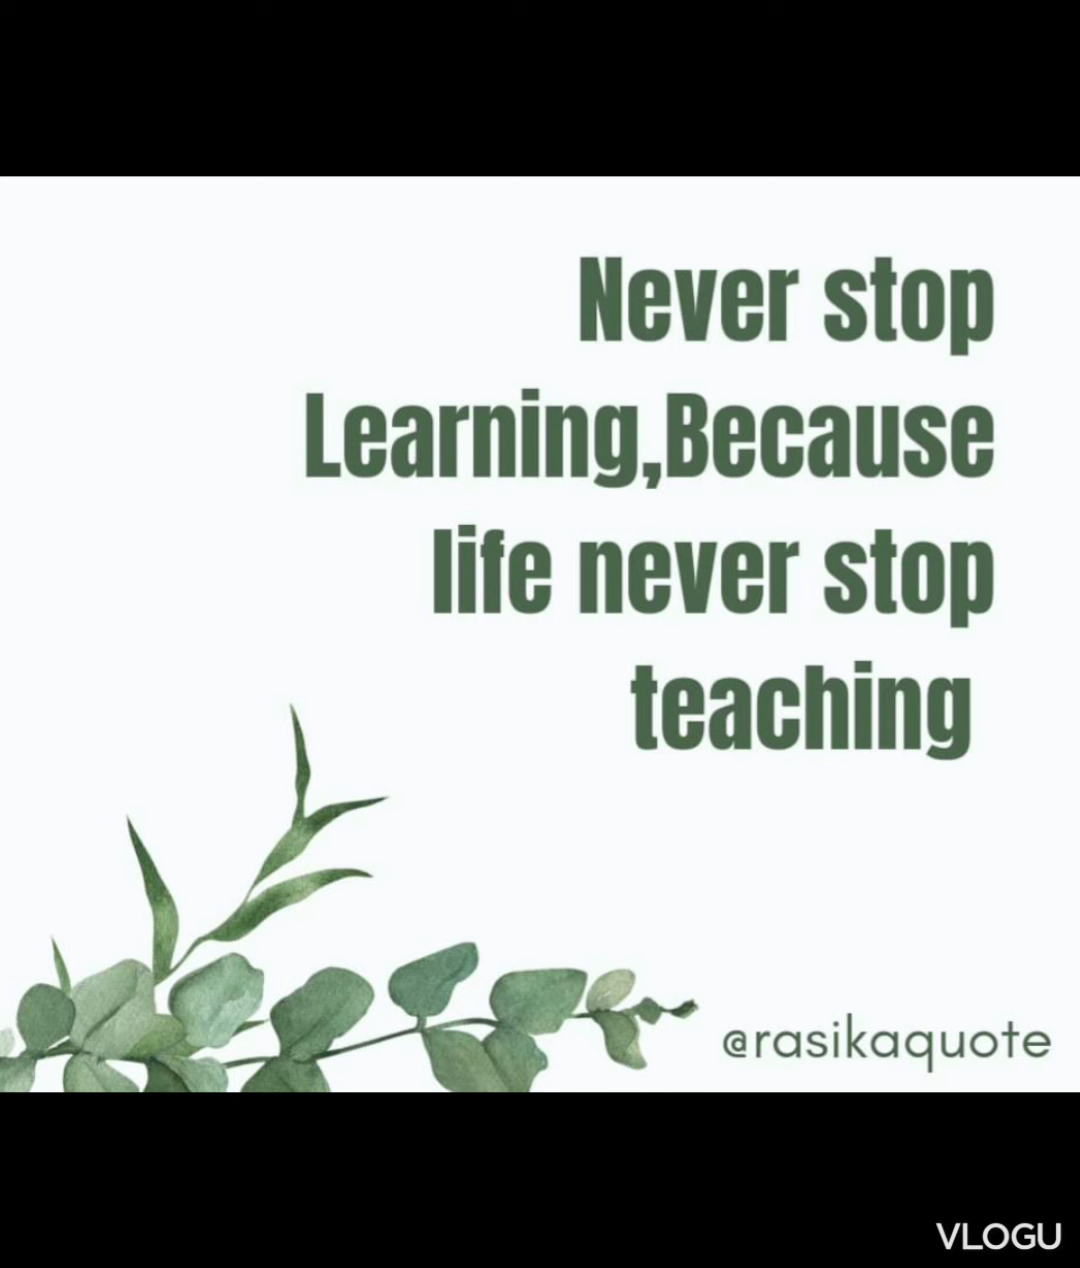 Never stop
Learning,Because
life never stop
teaching
@rasikaquote
VLOGU